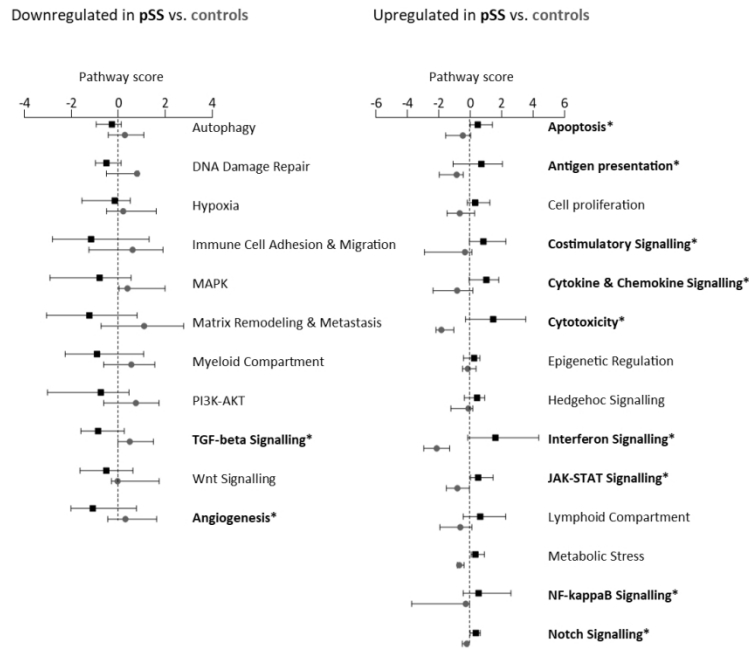 Downregulated in pSS vs. controls
Pathway score
-4 -2 0 2 4
Autophagy
DNA Damage Repair
Hypoxia
Immune Cell Adhesion & Migration
MAPK
Matrix Remodeling & Metastasis
Myeloid Compartment
PI3K-AKT
TGF-beta Signalling*
Wnt Signalling
Angiogenesis*
Upregulated in pSS vs. controls
Pathway score
-6 -4 -2 0 2 4 6
Apoptosis*
Antigen presentation*
Cell proliferation
Costimulatory Signalling*
Cytokine & Chemokine Signalling*
Cytotoxicity*
Epigenetic Regulation
Hedgehoc Signalling
Interferon Signalling*
JAK-STAT Signalling*
Lymphoid Compartment
Metabolic Stress
NF-kappaB Signalling*
Notch Signalling*